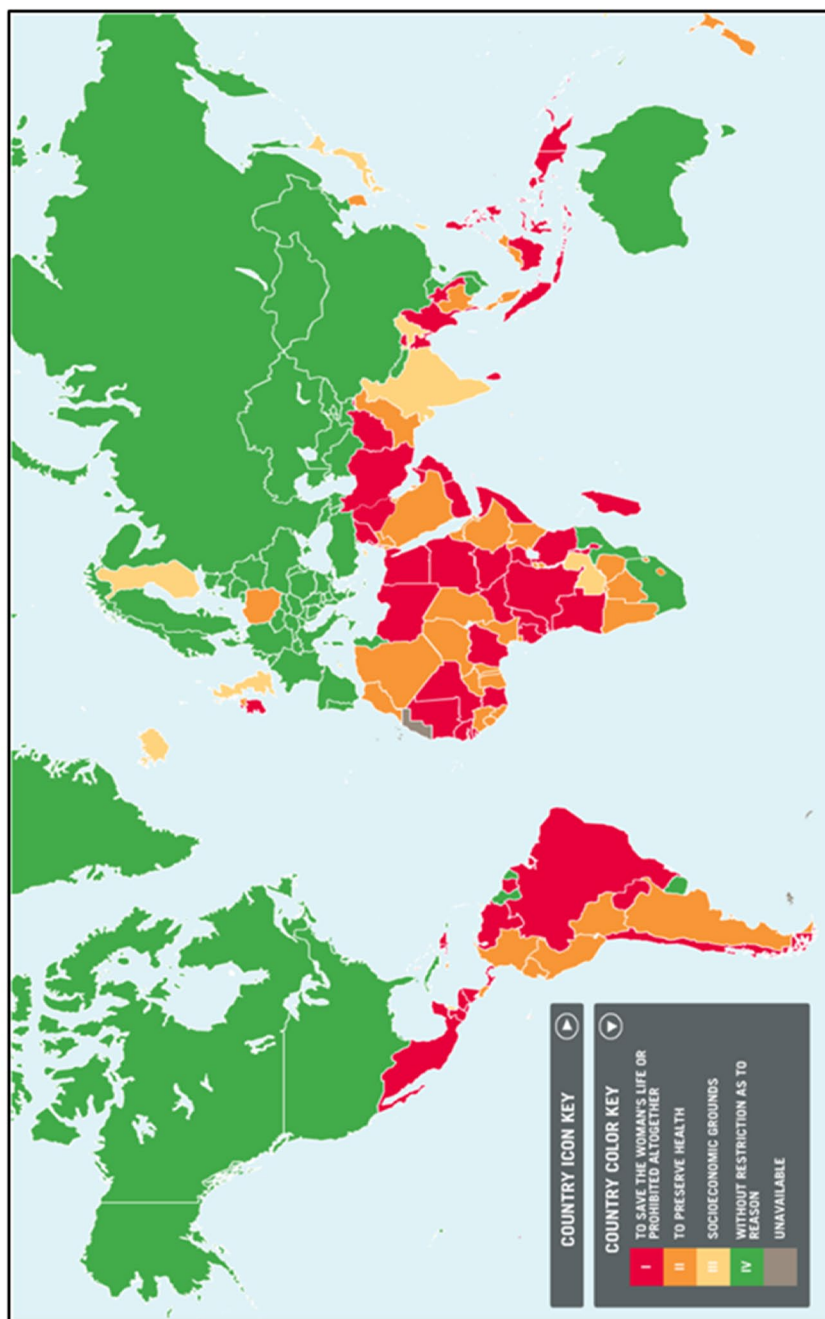 COUNTRY ICON KEY
COUNTRY COLOR KEY
I TO SAVE THE WOMAN'S LIFE OR
PROHIBITED ALTOGETHER
II TO PRESERVE HEALTH
III SOCIOECONOMIC GROUNDS
IV WITHOUT RESTRICTION AS TO
REASON
UNAVAILABLE